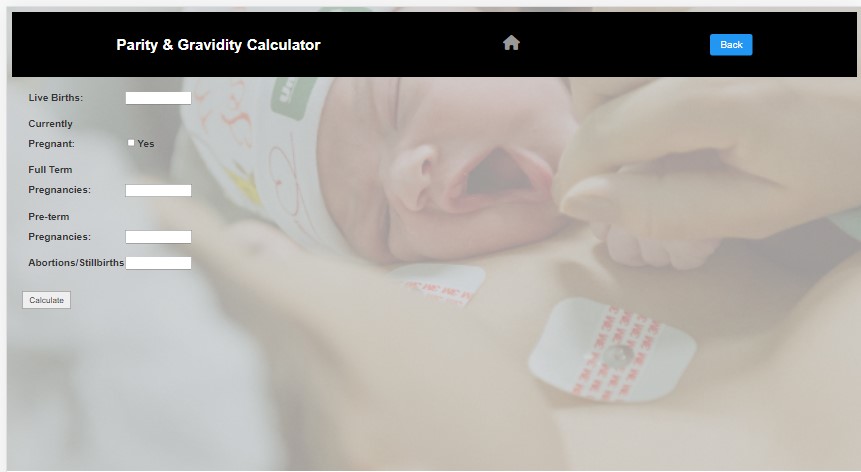 Parity & Gravidity Calculator
Back
Live Births:
Currently
Pregnant: Yes
Full Term
Pregnancies:
Pre-term
Pregnancies:
Abortions/Stillbirths
Calculate